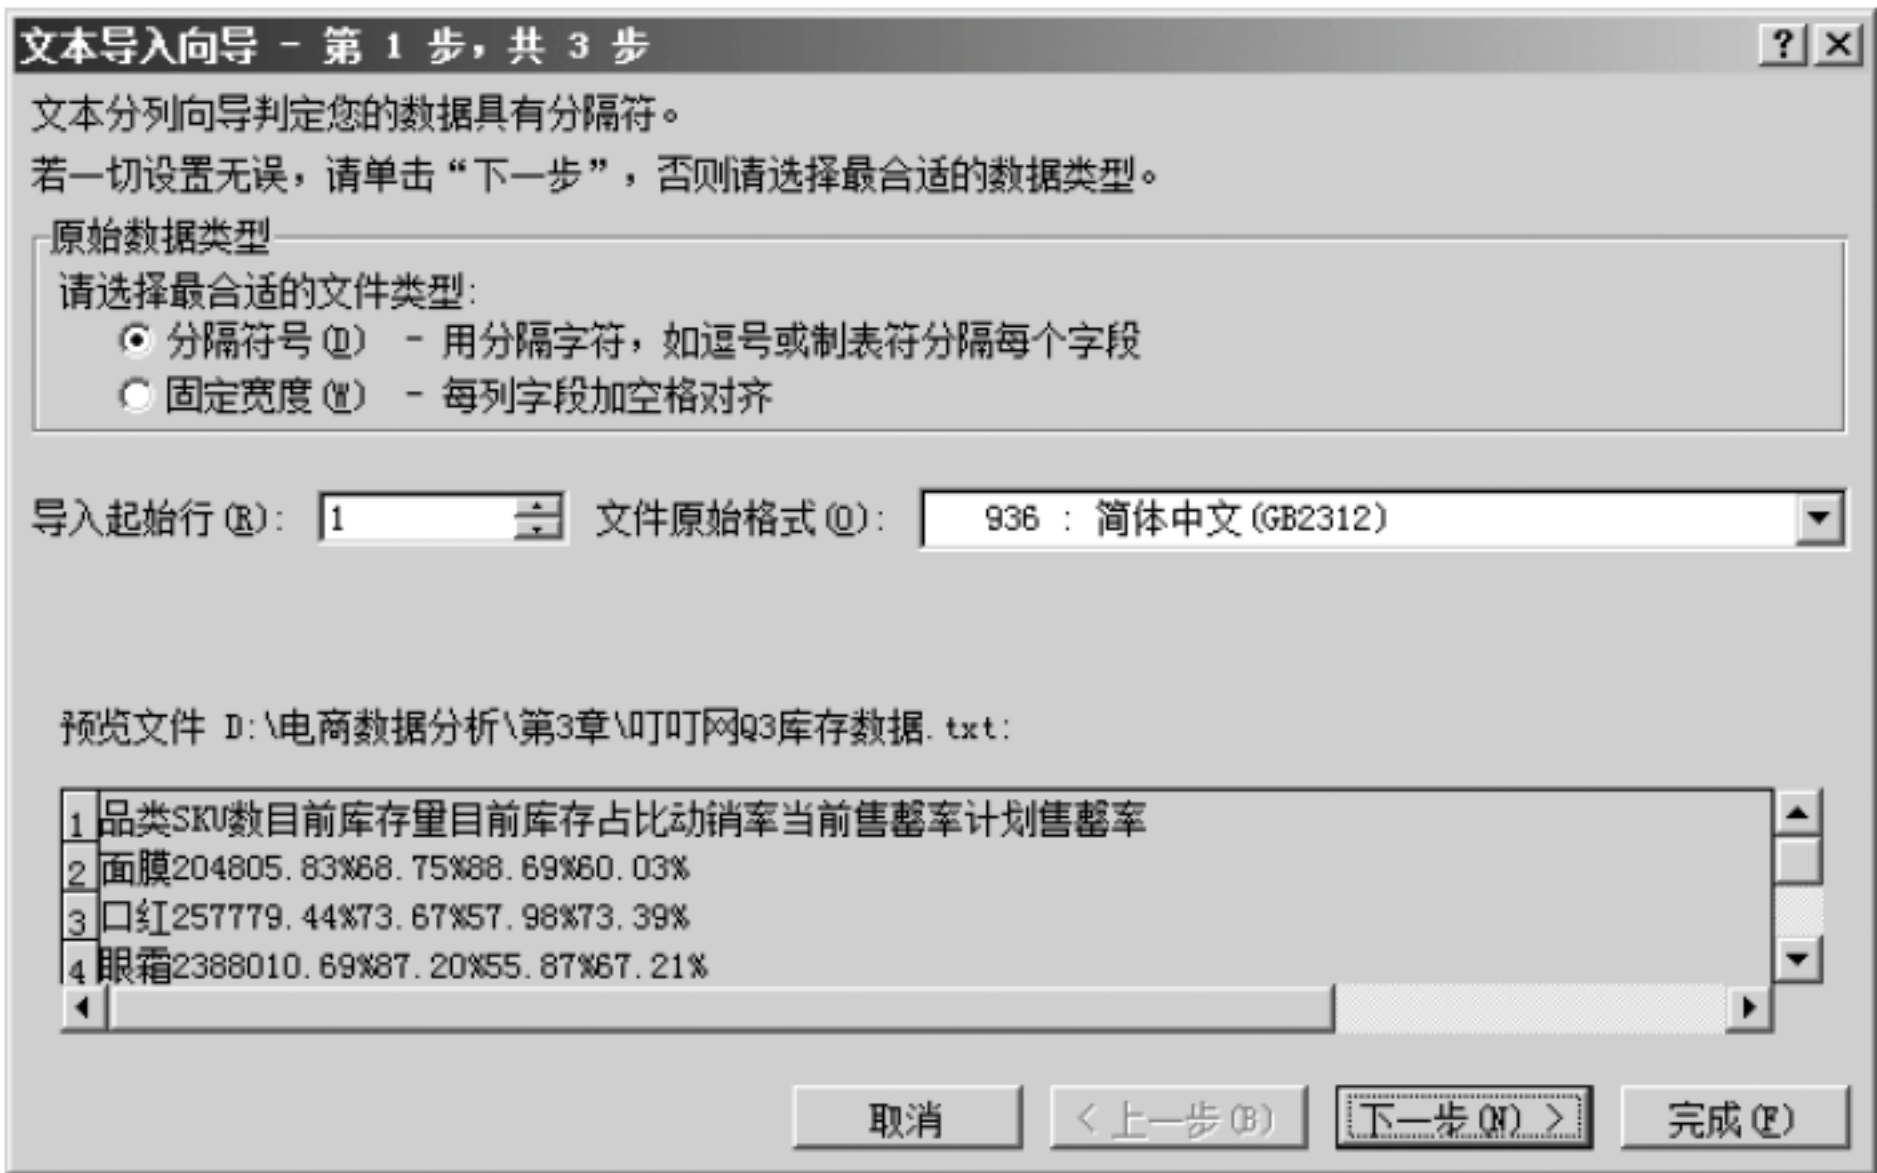 文本导入向导 - 第 1 步，共 3 步
文本分列向导判定您的数据具有分隔符。
若一切设置无误，请单击“下一步”，否则请选择最合适的数据类型。
原始数据类型
请选择最合适的文件类型:
分隔符号(D) - 用分隔字符，如逗号或制表符分隔每个字段
固定宽度(W) - 每列字段加空格对齐
导入起始行(R): 1 文件原始格式(O): 936 : 简体中文(GB2312)
预览文件 D:\电商数据分析\第3章\叮叮网Q3库存数据.txt:
1 品类SKU数目前库存量目前库存占比动销率当前售罄率计划售罄率
2 面膜204805.83%68.75%88.69%60.03%
3 口红257779.44%73.67%57.98%73.39%
4 眼霜2388010.69%87.20%55.87%67.21%
取消 < 上一步(B) 下一步(N) > 完成(F)